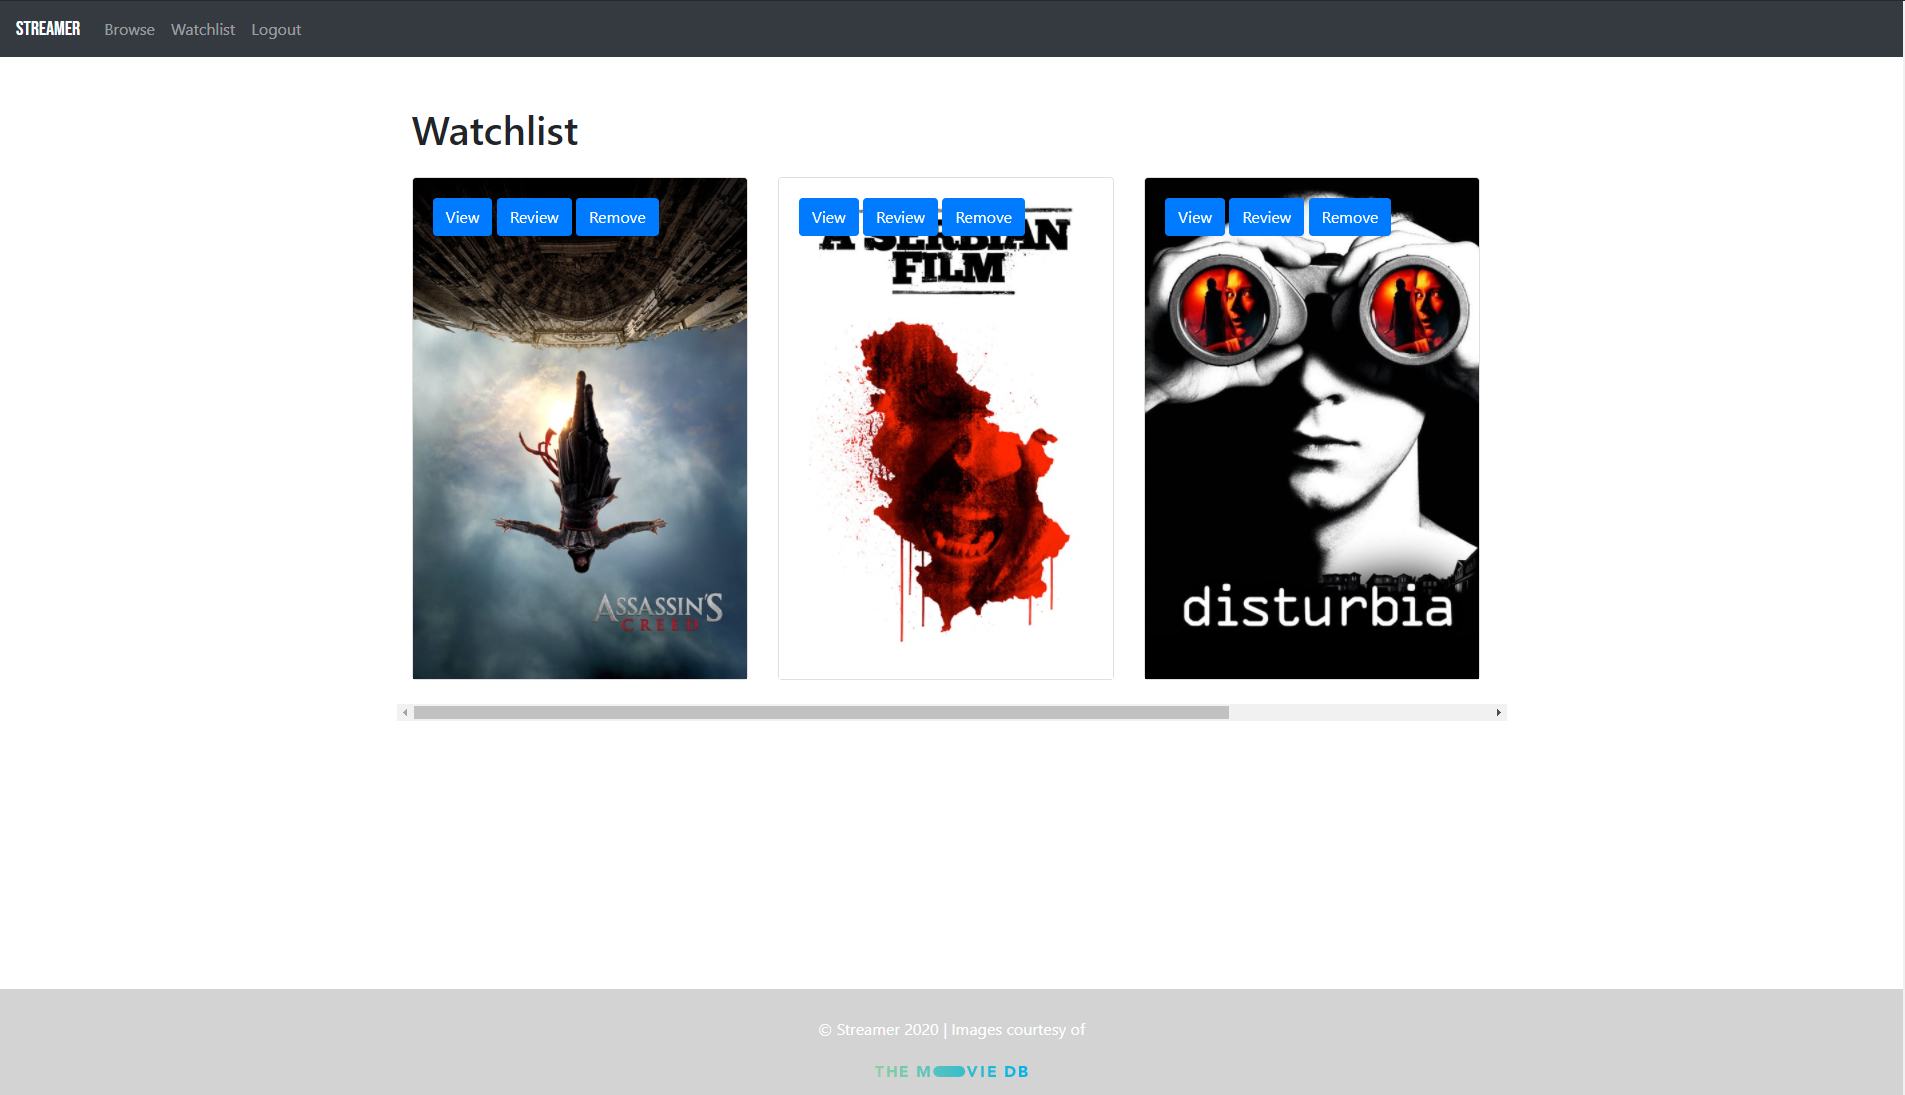 STREAMER Browse Watchlist Logout
Watchlist
View Review Remove
ASSASSIN'S
CREED
View Review Remove
A SERBIAN
FILM
View Review Remove
disturbia
© Streamer 2020 | Images courtesy of
THE MOVIE DB